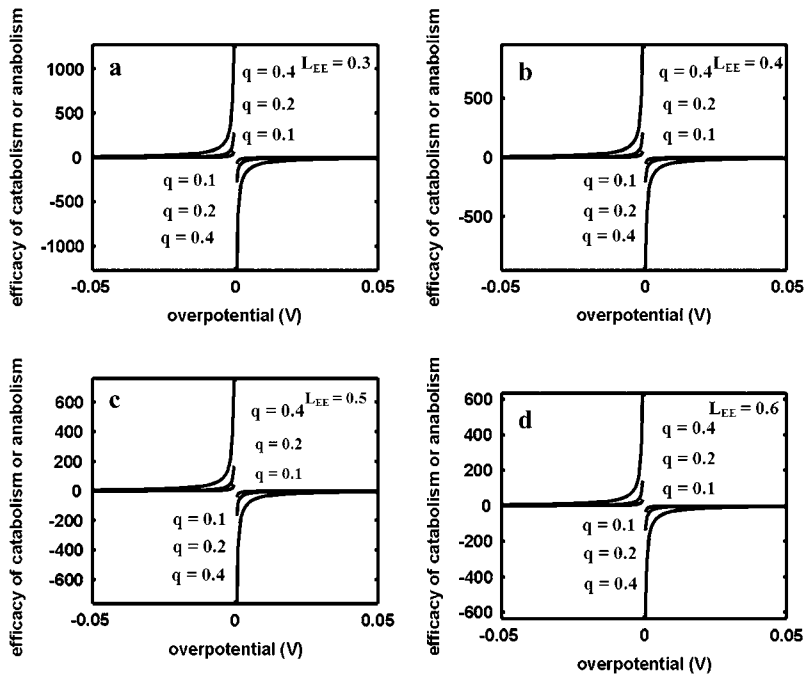 efficacy of catabolism or anabolism
a
L_EE = 0.3
q = 0.4
q = 0.2
q = 0.1
q = 0.1
q = 0.2
q = 0.4
1000
500
0
-500
-1000
-0.05 0 0.05
overpotential (V)
efficacy of catabolism or anabolism
b
q = 0.4 L_EE = 0.4
q = 0.2
q = 0.1
q = 0.1
q = 0.2
q = 0.4
500
0
-500
-0.05 0 0.05
overpotential (V)
efficacy of catabolism or anabolism
c
L_EE = 0.5
q = 0.4
q = 0.2
q = 0.1
q = 0.1
q = 0.2
q = 0.4
600
400
200
0
-200
-400
-600
-0.05 0 0.05
overpotential (V)
efficacy of catabolism or anabolism
d
L_EE = 0.6
q = 0.4
q = 0.2
q = 0.1
q = 0.1
q = 0.2
q = 0.4
600
400
200
0
-200
-400
-600
-0.05 0 0.05
overpotential (V)